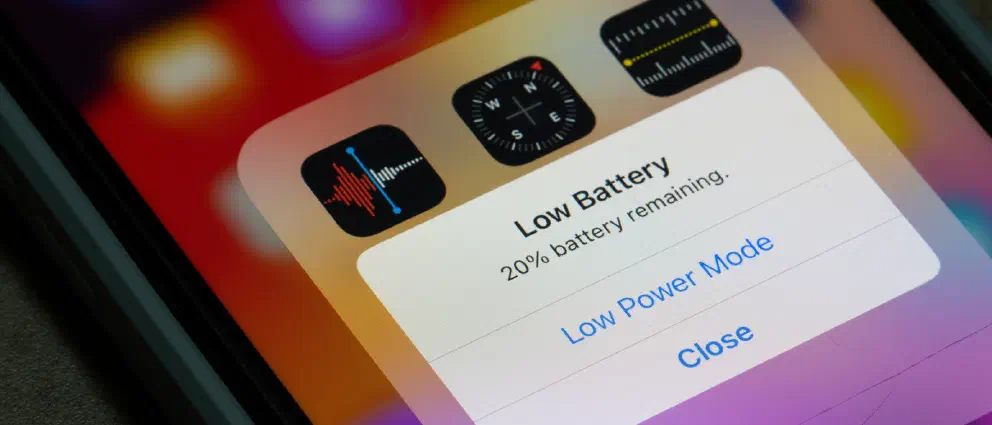 N
W
E
S
Low Battery
20% battery remaining.
Low Power Mode
Close